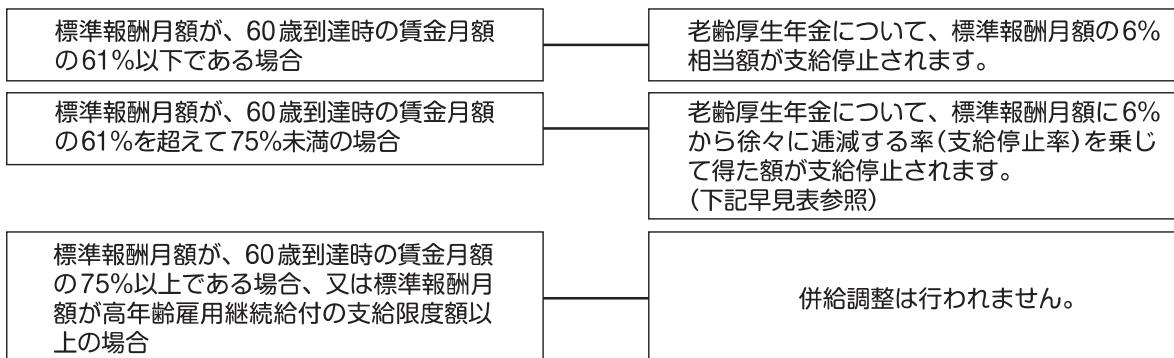 標準報酬月額が、60歳到達時の賃金月額
の61%以下である場合
老齢厚生年金について、標準報酬月額の6%
相当額が支給停止されます。
標準報酬月額が、60歳到達時の賃金月額
の61%を超えて75%未満の場合
老齢厚生年金について、標準報酬月額に6%
から徐々に逓減する率(支給停止率)を乗じ
て得た額が支給停止されます。
(下記早見表参照)
標準報酬月額が、60歳到達時の賃金月額
の75%以上である場合、又は標準報酬月
額が高年齢雇用継続給付の支給限度額以
上の場合
併給調整は行われません。